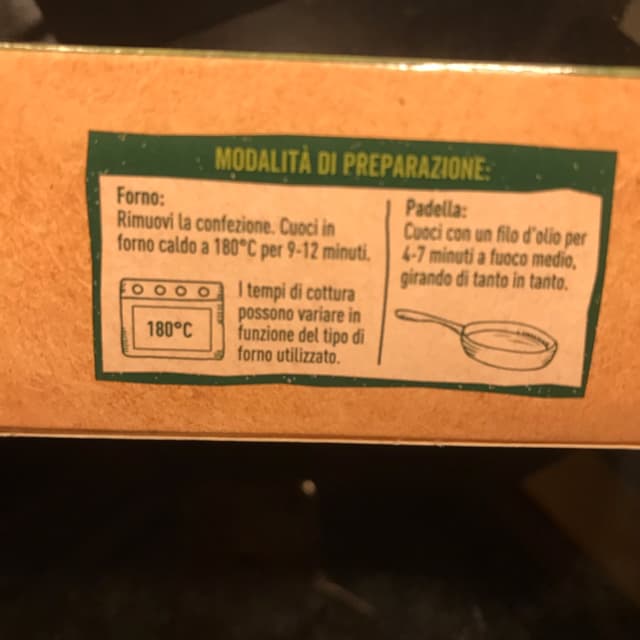 MODALITÀ DI PREPARAZIONE:
Forno:
Rimuovi la confezione. Cuoci in
forno caldo a 180°C per 9-12 minuti.
180°C
I tempi di cottura
possono variare in
funzione del tipo di
forno utilizzato.
Padella:
Cuoci con un filo d'olio per
4-7 minuti a fuoco medio,
girando di tanto in tanto.